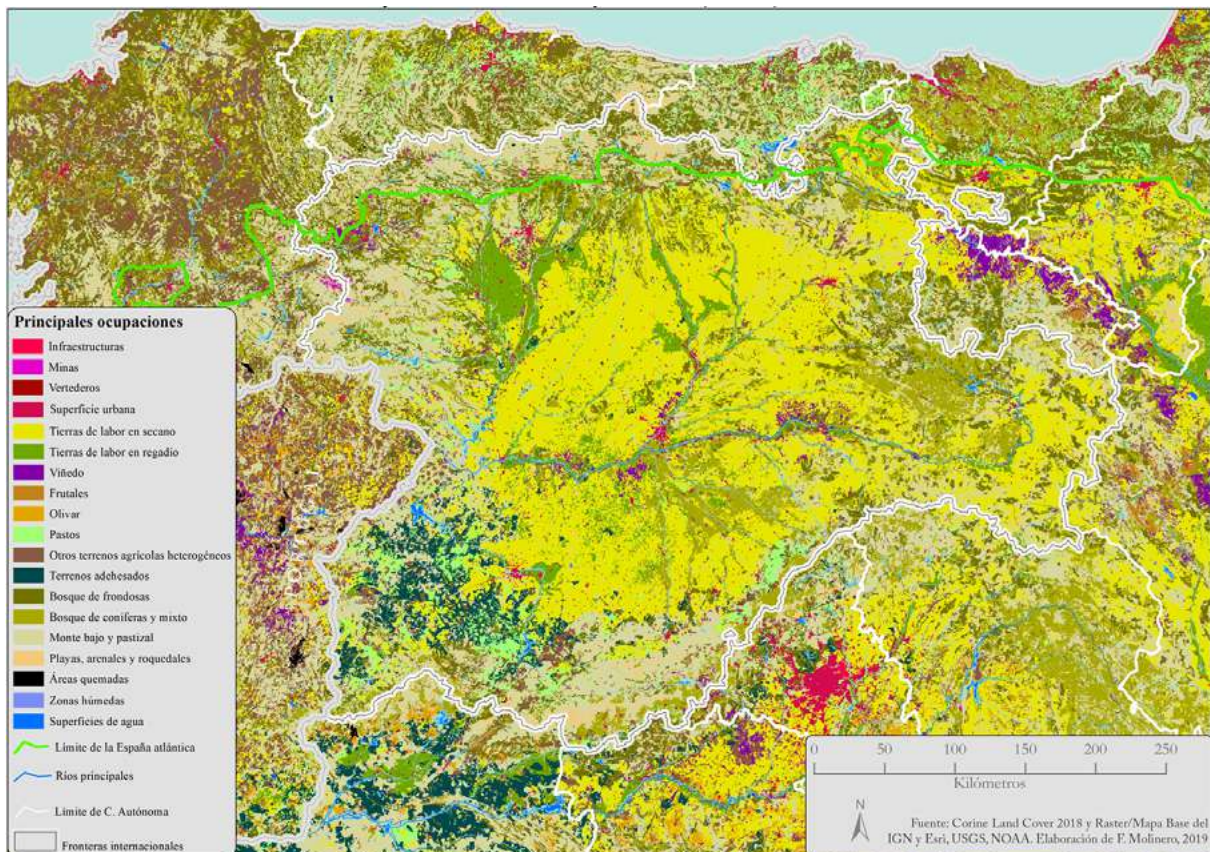 Principales ocupaciones
Infraestructuras
Minas
Vertederos
Superficie urbana
Tierras de labor en secano
Tierras de labor en regadío
Viñedo
Frutales
Olivar
Pastos
Otros terrenos agrícolas heterogéneos
Terrenos adehesados
Bosque de frondosas
Bosque de coníferas y mixto
Monte bajo y pastizal
Playas, arenales y roquedales
Áreas quemadas
Zonas húmedas
Superficies de agua
Límite de la España atlántica
Ríos principales
Límite de C. Autónoma
Fronteras internacionales
0 50 100 150 200 250
Kilómetros
N
Fuente: Corine Land Cover 2018 y Raster/Mapa Base del
IGN y Esri, USGS, NOAA. Elaboración de F. Molinero, 2019